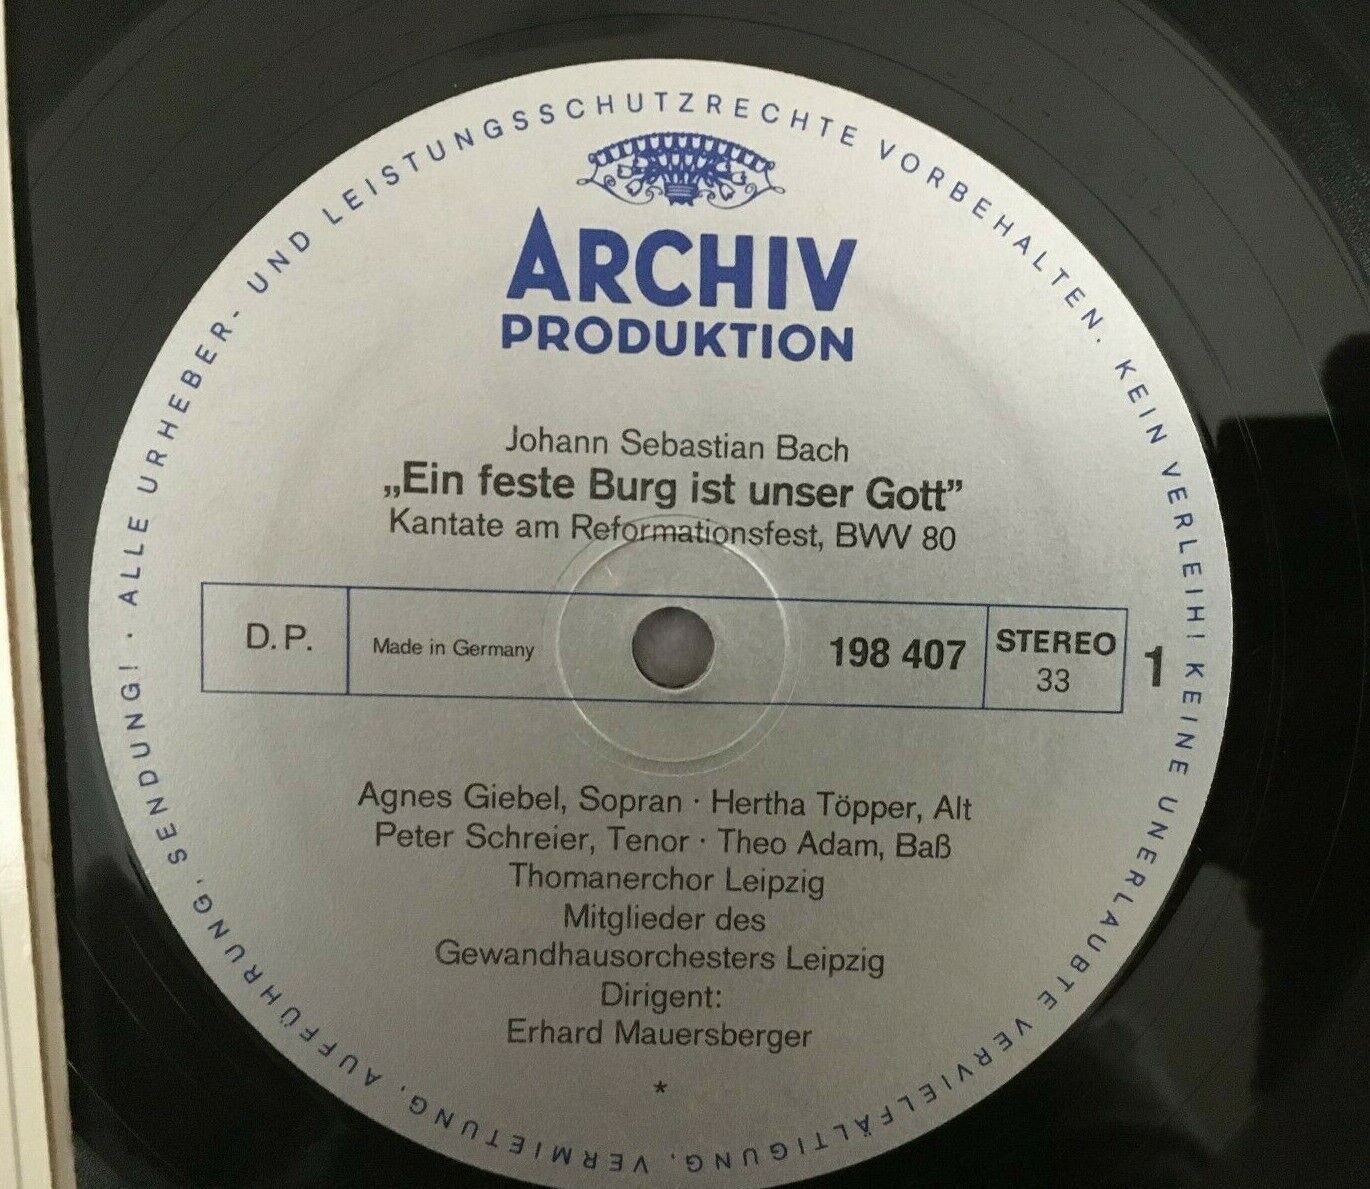 ALLE URHEBER- UND LEISTUNGSSCHUTZRECHTE VORBEHALTEN. KEIN VERLEIH! KEINE UNERLAUBTE VERVIELFÄLTIGUNG, VERMIETUNG, AUFFÜHRUNG, SENDUNG! ·
ARCHIV
PRODUKTION
Johann Sebastian Bach
„Ein feste Burg ist unser Gott”
Kantate am Reformationsfest, BWV 80
D.P.
Made in Germany
198 407
STEREO
33
1
Agnes Giebel, Sopran · Hertha Töpper, Alt
Peter Schreier, Tenor · Theo Adam, Baß
Thomanerchor Leipzig
Mitglieder des
Gewandhausorchesters Leipzig
Dirigent:
Erhard Mauersberger
*